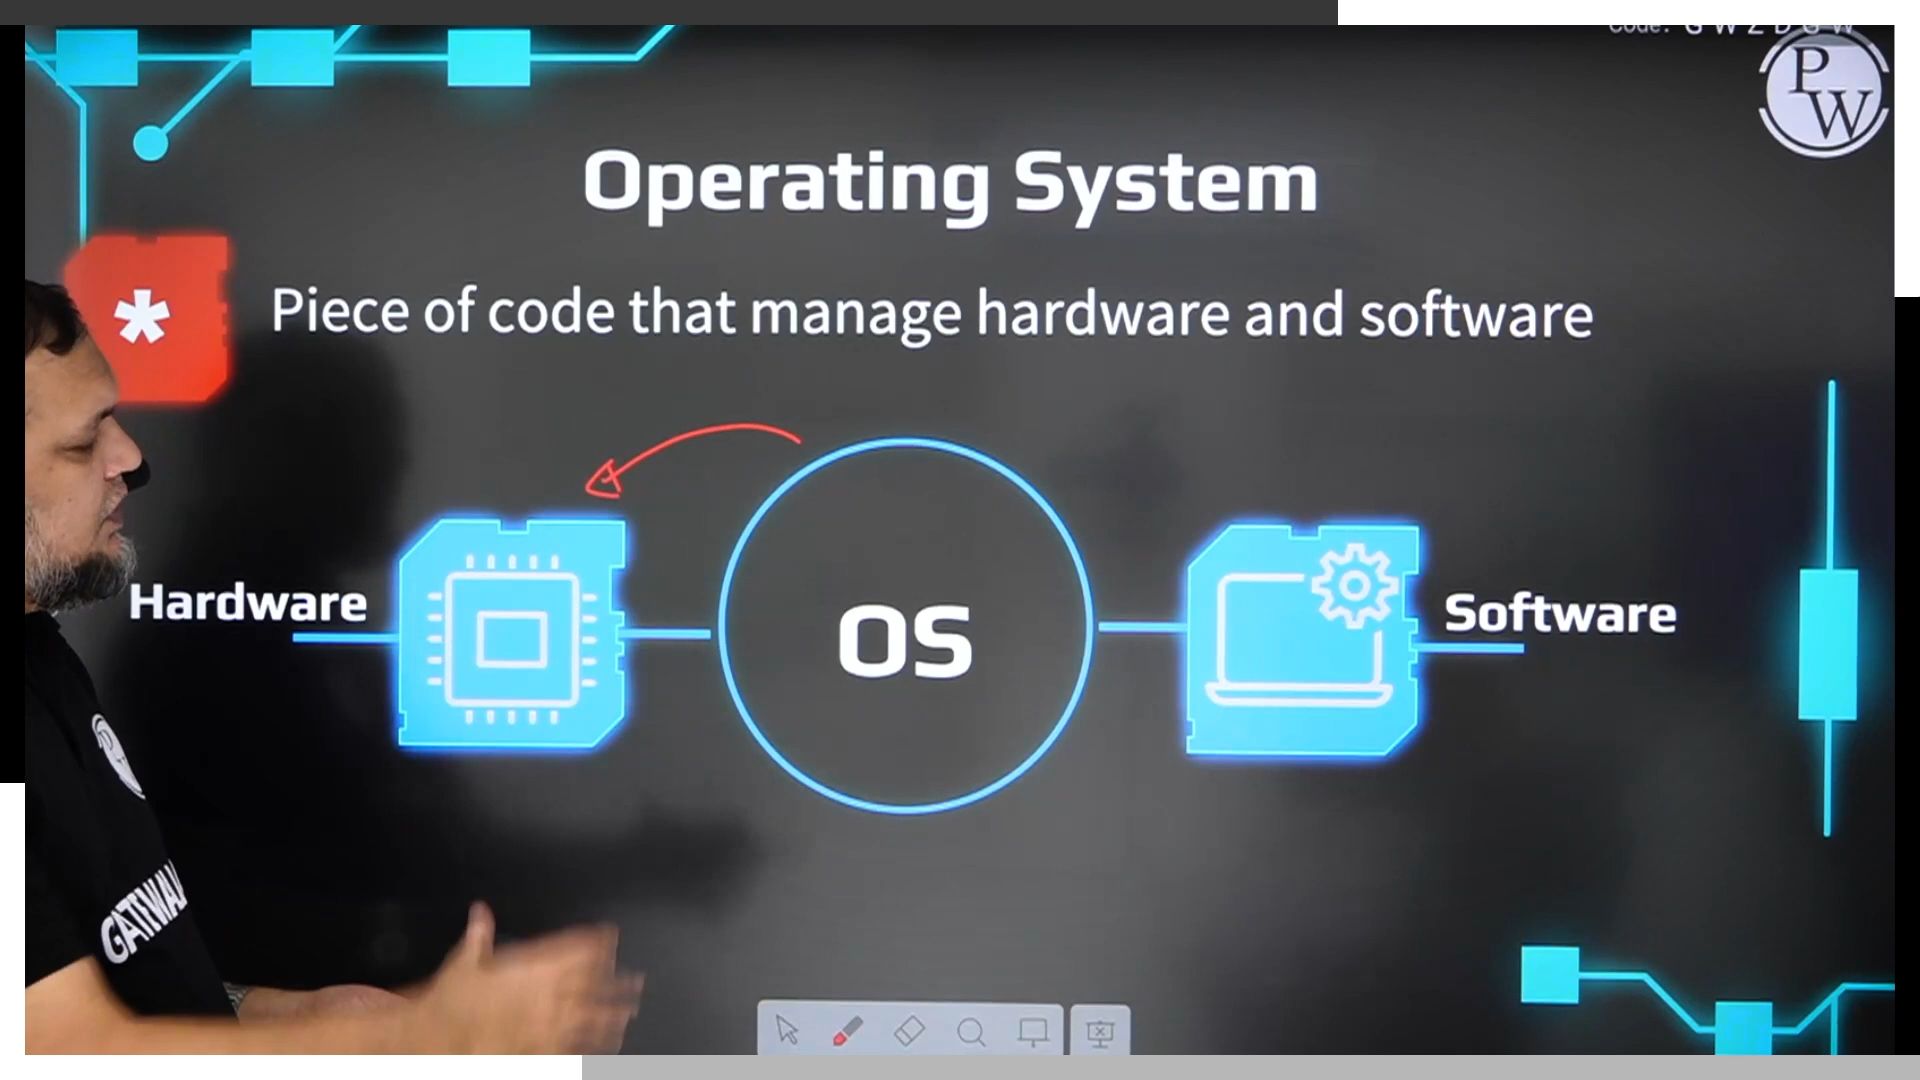 Operating System
* Piece of code that manage hardware and software
Hardware
OS
Software
PW